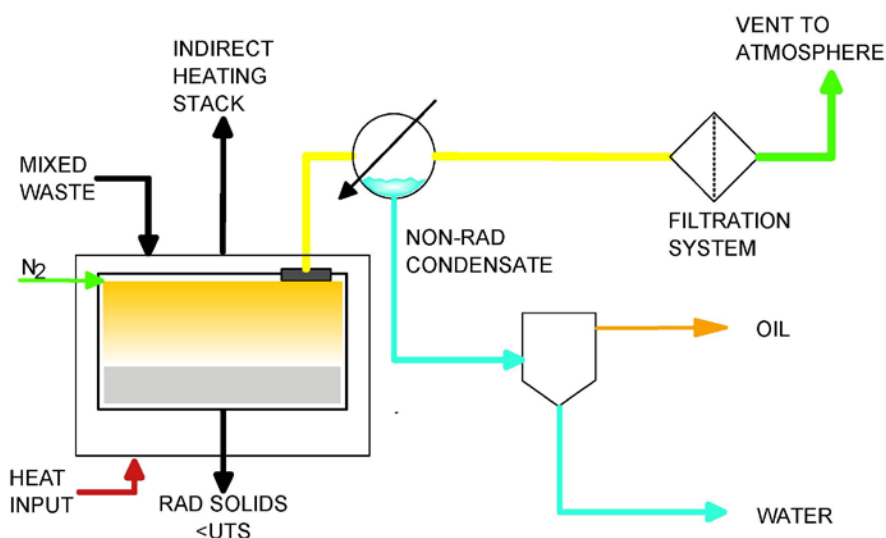 INDIRECT
HEATING
STACK
VENT TO
ATMOSPHERE
MIXED
WASTE
N2
NON-RAD
CONDENSATE
FILTRATION
SYSTEM
OIL
HEAT
INPUT
RAD SOLIDS
<UTS
WATER